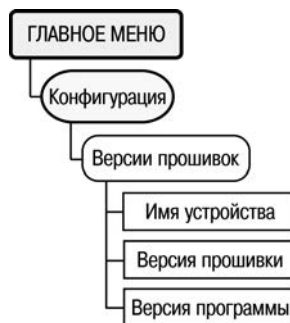 ГЛАВНОЕ МЕНЮ
Конфигурация
Версии прошивок
Имя устройства
Версия прошивки
Версия программы